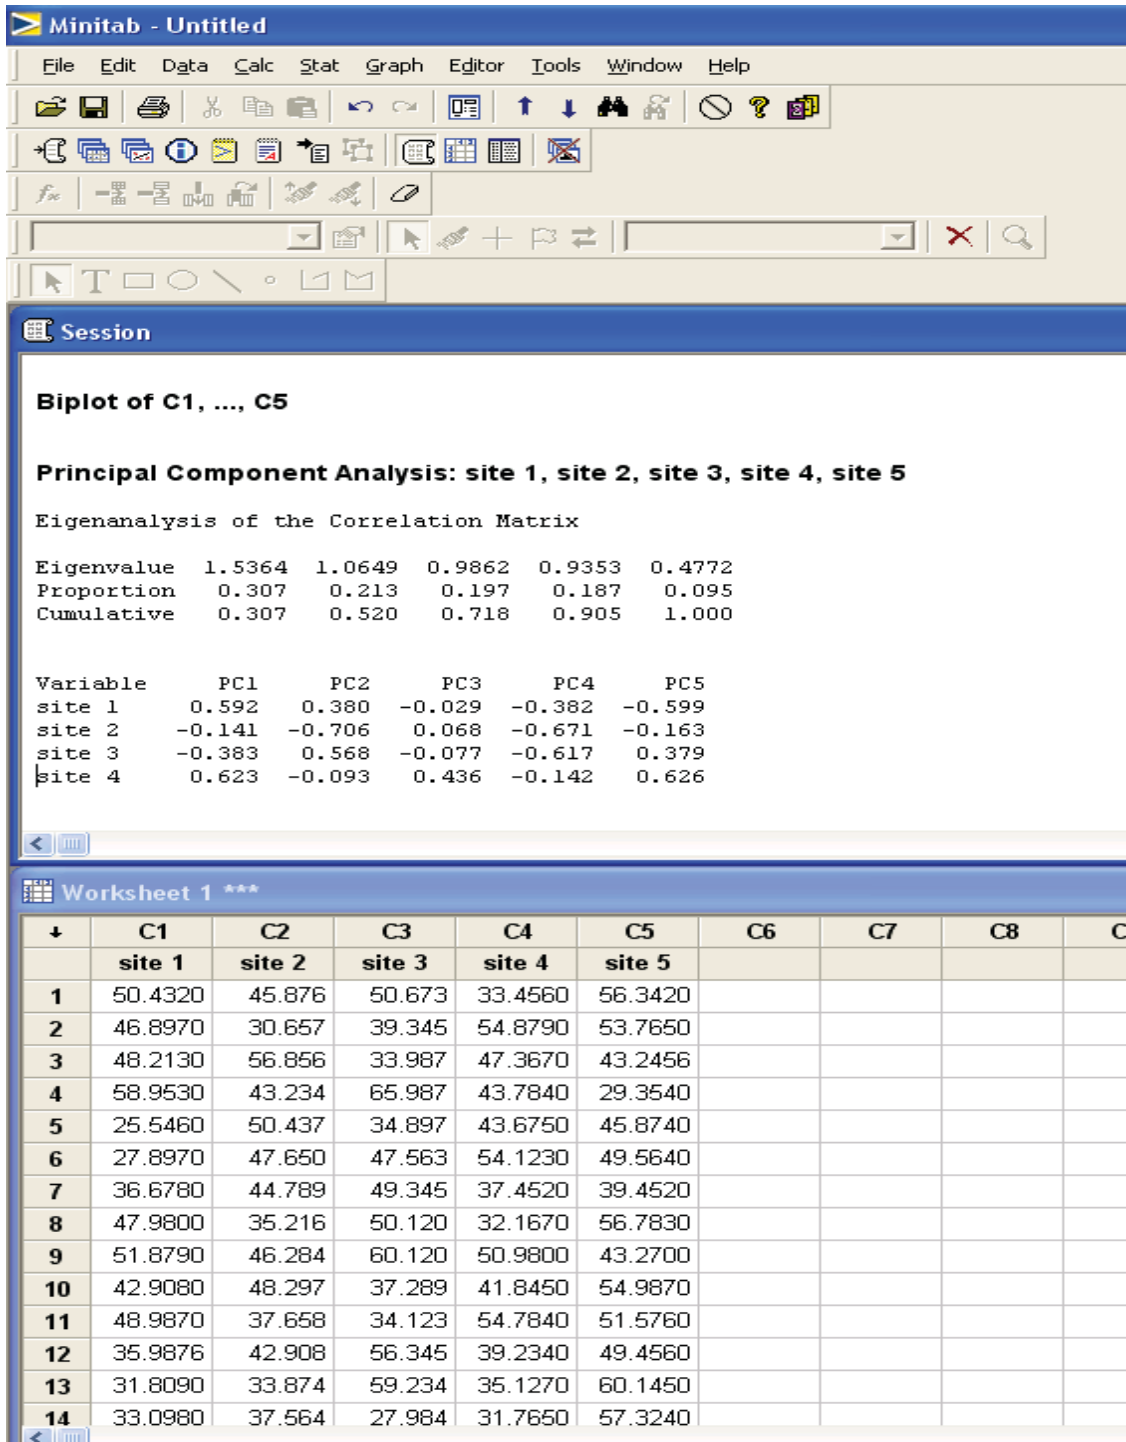 Minitab - Untitled
File Edit Data Calc Stat Graph Editor Tools Window Help
Session
Biplot of C1, ..., C5
Principal Component Analysis: site 1, site 2, site 3, site 4, site 5
Eigenanalysis of the Correlation Matrix
Eigenvalue 1.5364 1.0649 0.9862 0.9353 0.4772
Proportion 0.307 0.213 0.197 0.187 0.095
Cumulative 0.307 0.520 0.718 0.905 1.000
Variable PC1 PC2 PC3 PC4 PC5
site 1 0.592 0.380 -0.029 -0.382 -0.599
site 2 -0.141 -0.706 0.068 -0.671 -0.163
site 3 -0.383 0.568 -0.077 -0.617 0.379
site 4 0.623 -0.093 0.436 -0.142 0.626
Worksheet 1 ***
C1 C2 C3 C4 C5 C6 C7 C8 C
site 1 site 2 site 3 site 4 site 5
1 50.4320 45.876 50.673 33.4560 56.3420
2 46.8970 30.657 39.345 54.8790 53.7650
3 48.2130 56.856 33.987 47.3670 43.2456
4 58.9530 43.234 65.987 43.7840 29.3540
5 25.5460 50.437 34.897 43.6750 45.8740
6 27.8970 47.650 47.563 54.1230 49.5640
7 36.6780 44.789 49.345 37.4520 39.4520
8 47.9800 35.216 50.120 32.1670 56.7830
9 51.8790 46.284 60.120 50.9800 43.2700
10 42.9080 48.297 37.289 41.8450 54.9870
11 48.9870 37.658 34.123 54.7840 51.5760
12 35.9876 42.908 56.345 39.2340 49.4560
13 31.8090 33.874 59.234 35.1270 60.1450
14 33.0980 37.564 27.984 31.7650 57.3240